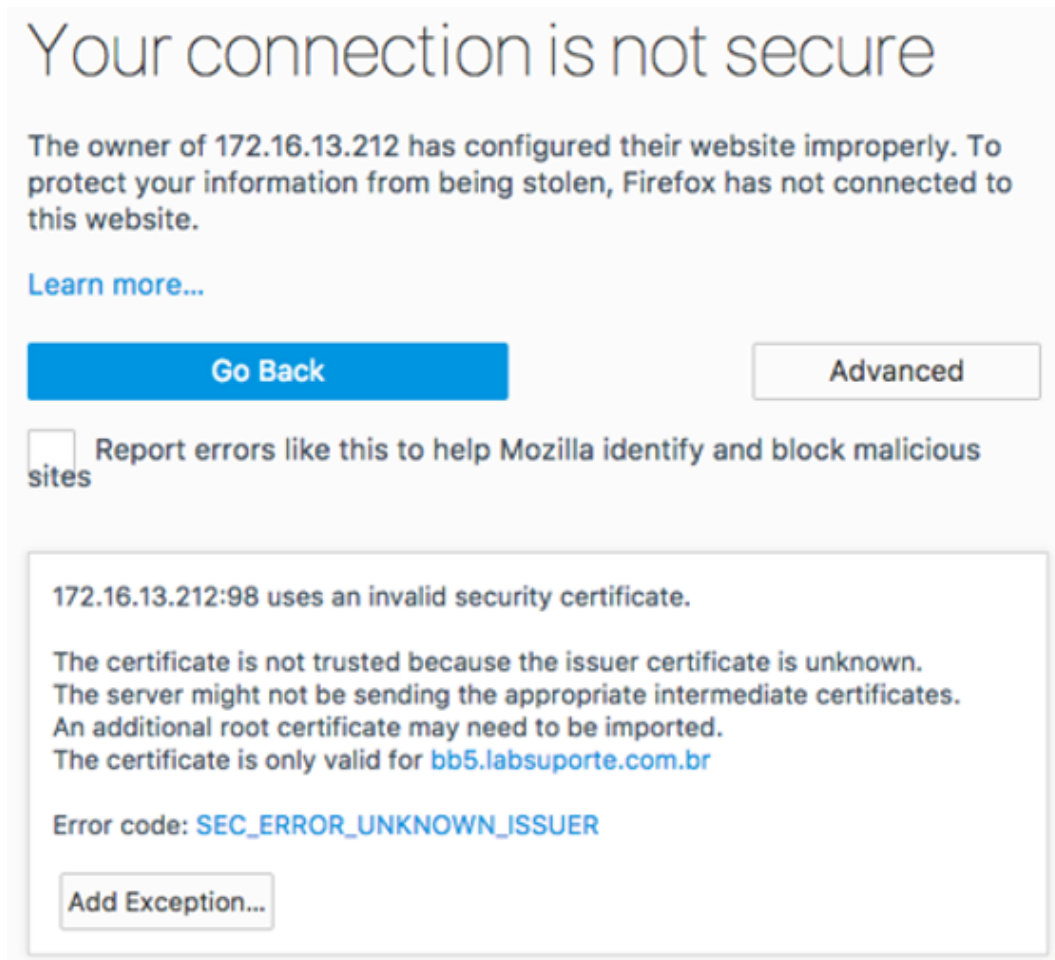 Your connection is not secure
The owner of 172.16.13.212 has configured their website improperly. To
protect your information from being stolen, Firefox has not connected to
this website.
Learn more...
Go Back
Advanced
Report errors like this to help Mozilla identify and block malicious
sites
172.16.13.212:98 uses an invalid security certificate.
The certificate is not trusted because the issuer certificate is unknown.
The server might not be sending the appropriate intermediate certificates.
An additional root certificate may need to be imported.
The certificate is only valid for bb5.labsuporte.com.br
Error code: SEC_ERROR_UNKNOWN_ISSUER
Add Exception...